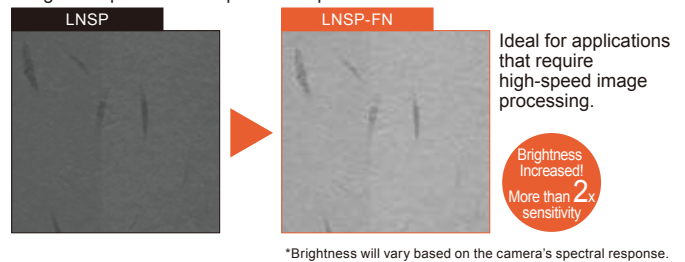 LNSP
LNSP-FN
Ideal for applications
that require
high-speed image
processing.
Brightness
Increased!
More than 2x
sensitivity
*Brightness will vary based on the camera's spectral response.